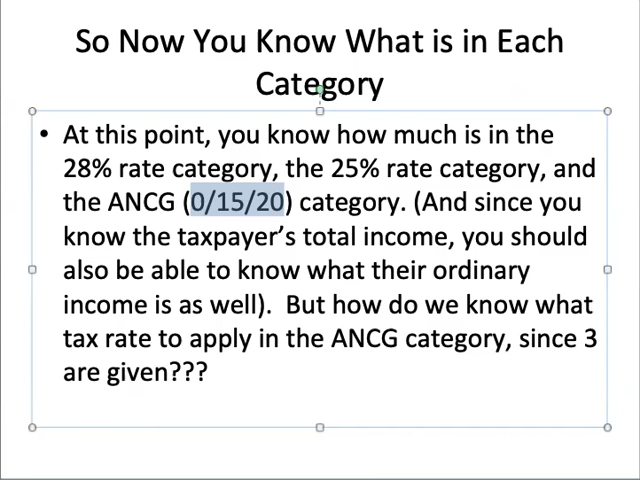 So Now You Know What is in Each
Category
• At this point, you know how much is in the
28% rate category, the 25% rate category, and
the ANCG (0/15/20) category. (And since you
know the taxpayer’s total income, you should
also be able to know what their ordinary
income is as well). But how do we know what
tax rate to apply in the ANCG category, since 3
are given???